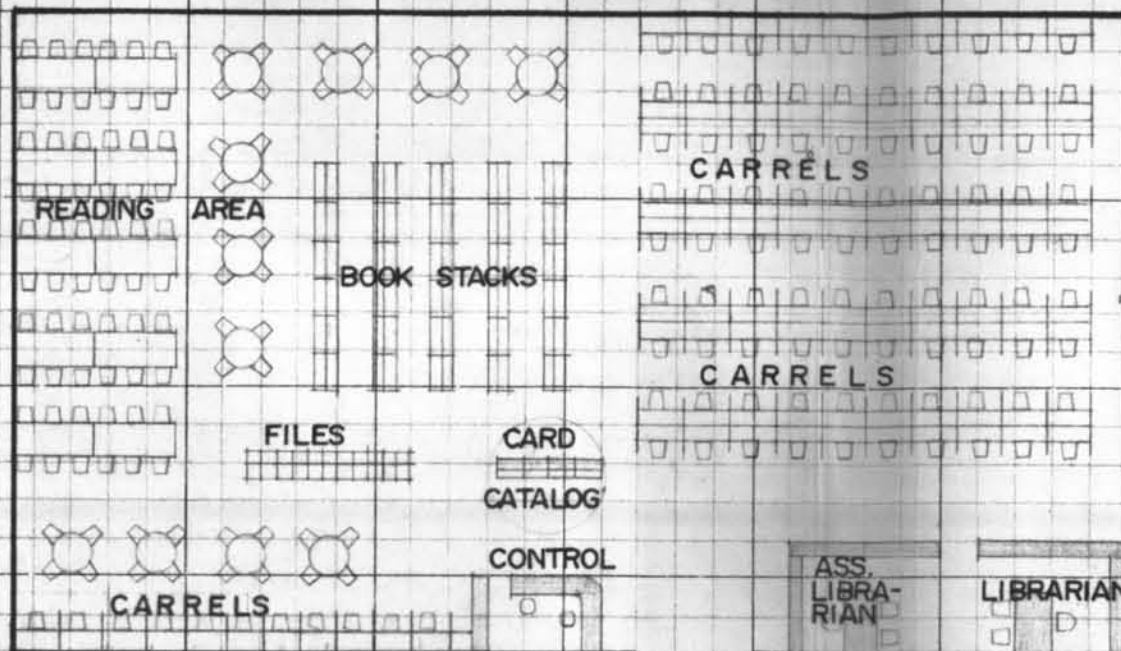 CARRELS
READING AREA
BOOK STACKS
CARRELS
FILES
CARD
CATALOG
CONTROL
ASS.
LIBRA-
RIAN
LIBRARIAN
CARRELS